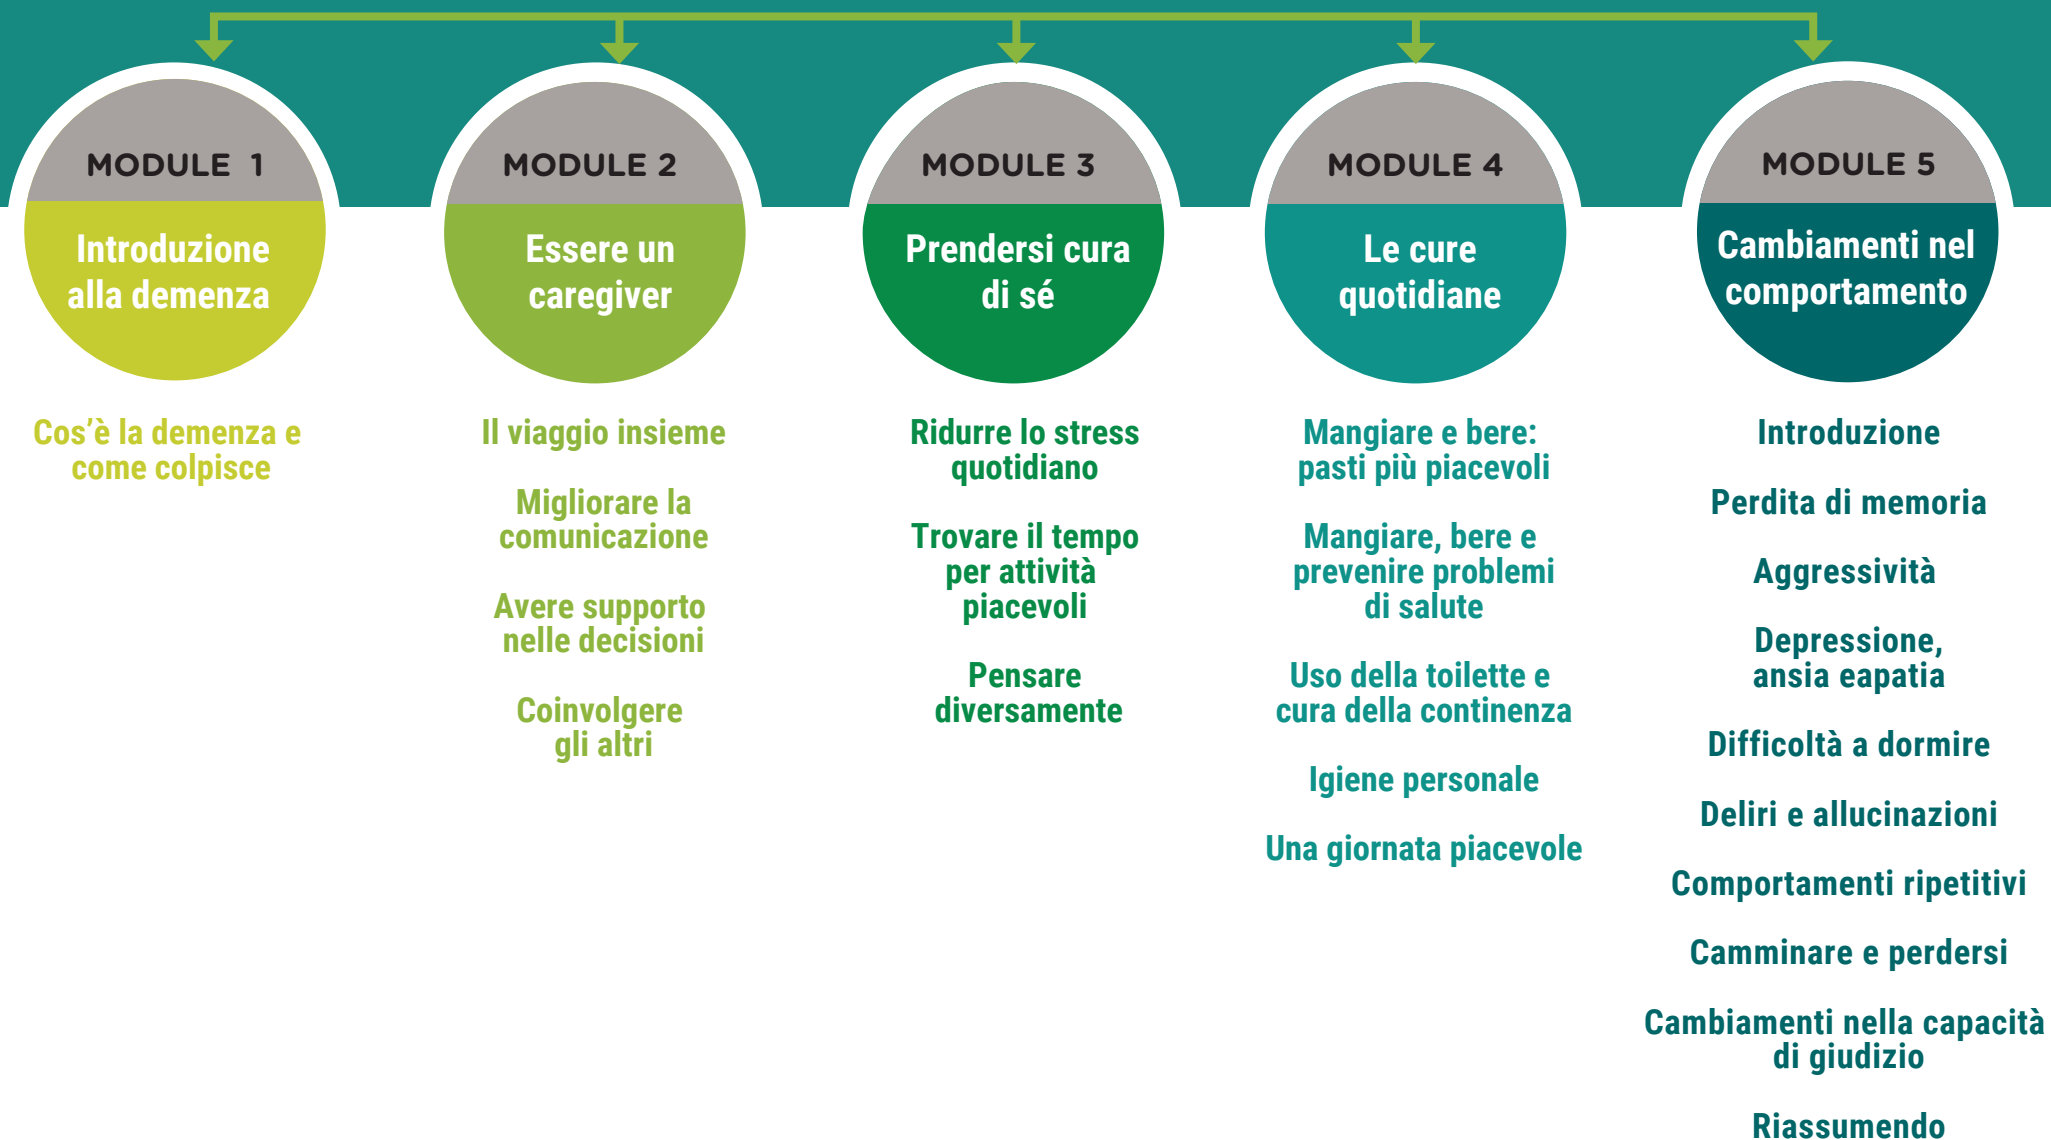 MODULE 1
Introduzione
alla demenza
Cos’è la demenza e
come colpisce
MODULE 2
Essere un
caregiver
Il viaggio insieme
Migliorare la
comunicazione
Avere supporto
nelle decisioni
Coinvolgere
gli altri
MODULE 3
Prendersi cura
di sé
Ridurre lo stress
quotidiano
Trovare il tempo
per attività
piacevoli
Pensare
diversamente
MODULE 4
Le cure
quotidiane
Mangiare e bere:
pasti più piacevoli
Mangiare, bere e
prevenire problemi
di salute
Uso della toilette e
cura della continenza
Igiene personale
Una giornata piacevole
MODULE 5
Cambiamenti nel
comportamento
Introduzione
Perdita di memoria
Aggressività
Depressione,
ansia eapatia
Difficoltà a dormire
Deliri e allucinazioni
Comportamenti ripetitivi
Camminare e perdersi
Cambiamenti nella capacità
di giudizio
Riassumendo